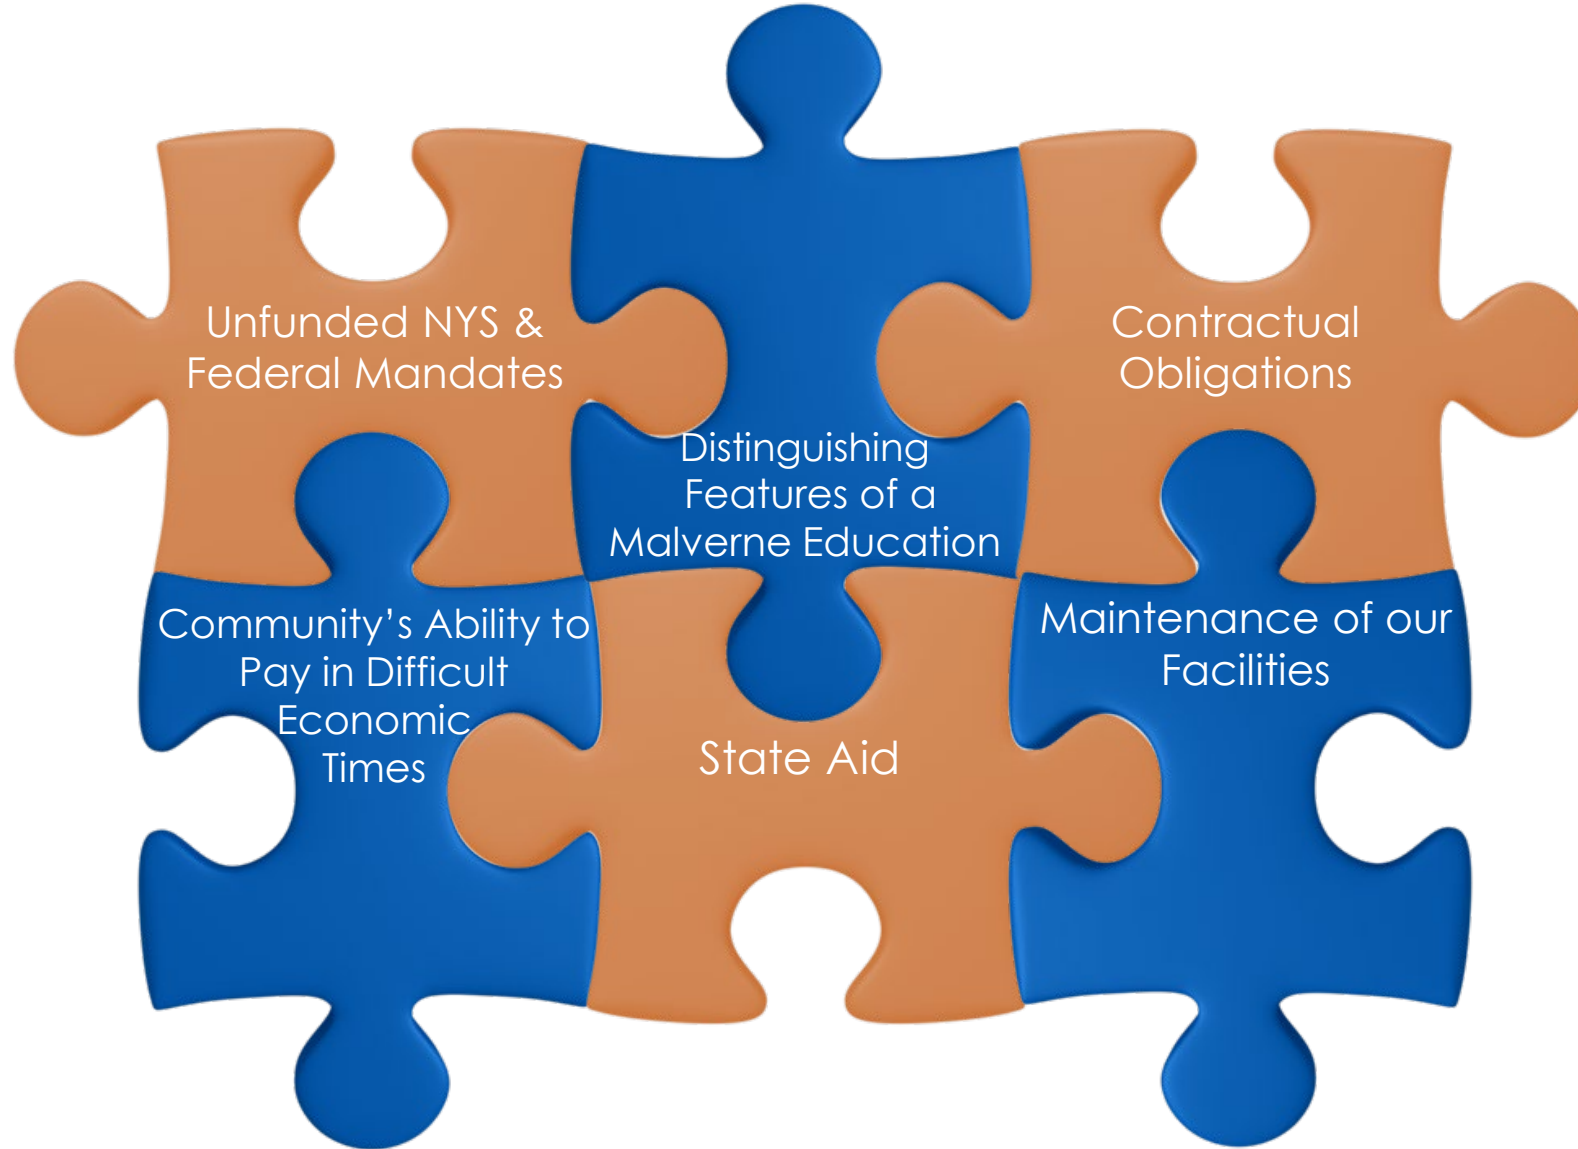 Unfunded NYS &
Federal Mandates
Distinguishing
Features of a
Malverne Education
Contractual
Obligations
Community’s Ability to
Pay in Difficult
Economic
Times
State Aid
Maintenance of our
Facilities